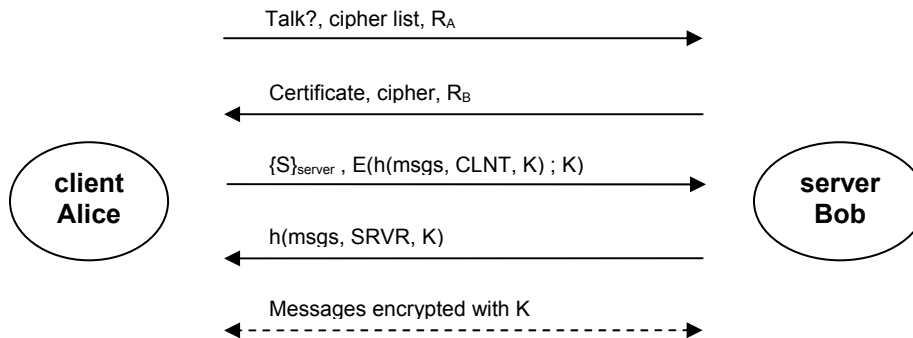 Talk?, cipher list, R_A
Certificate, cipher, R_B
{S}_server , E(h(msgs, CLNT, K) ; K)
client
Alice
server
Bob
h(msgs, SRVR, K)
Messages encrypted with K